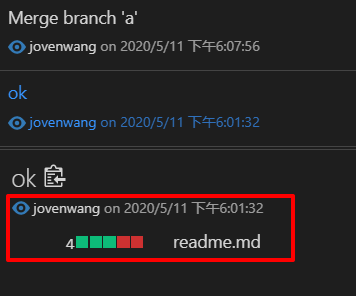 Merge branch 'a'
jovenwang on 2020/5/11 下午6:07:56
ok
jovenwang on 2020/5/11 下午6:01:32
ok
jovenwang on 2020/5/11 下午6:01:32
4 readme.md